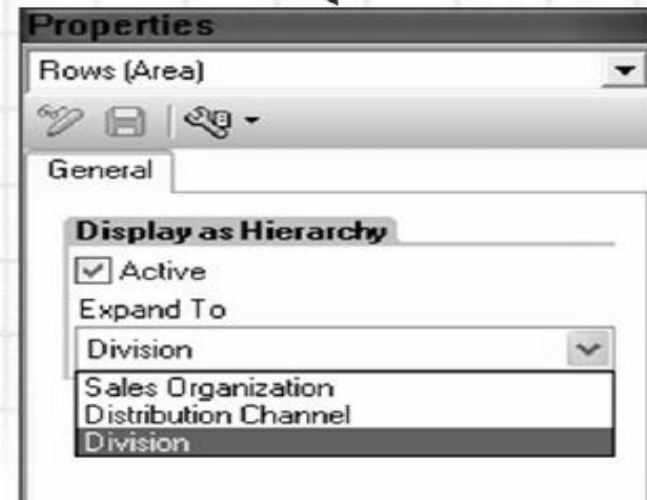 Properties
Rows (Area)
General
Display as Hierarchy
Active
Expand To
Division
Sales Organization
Distribution Channel
Division